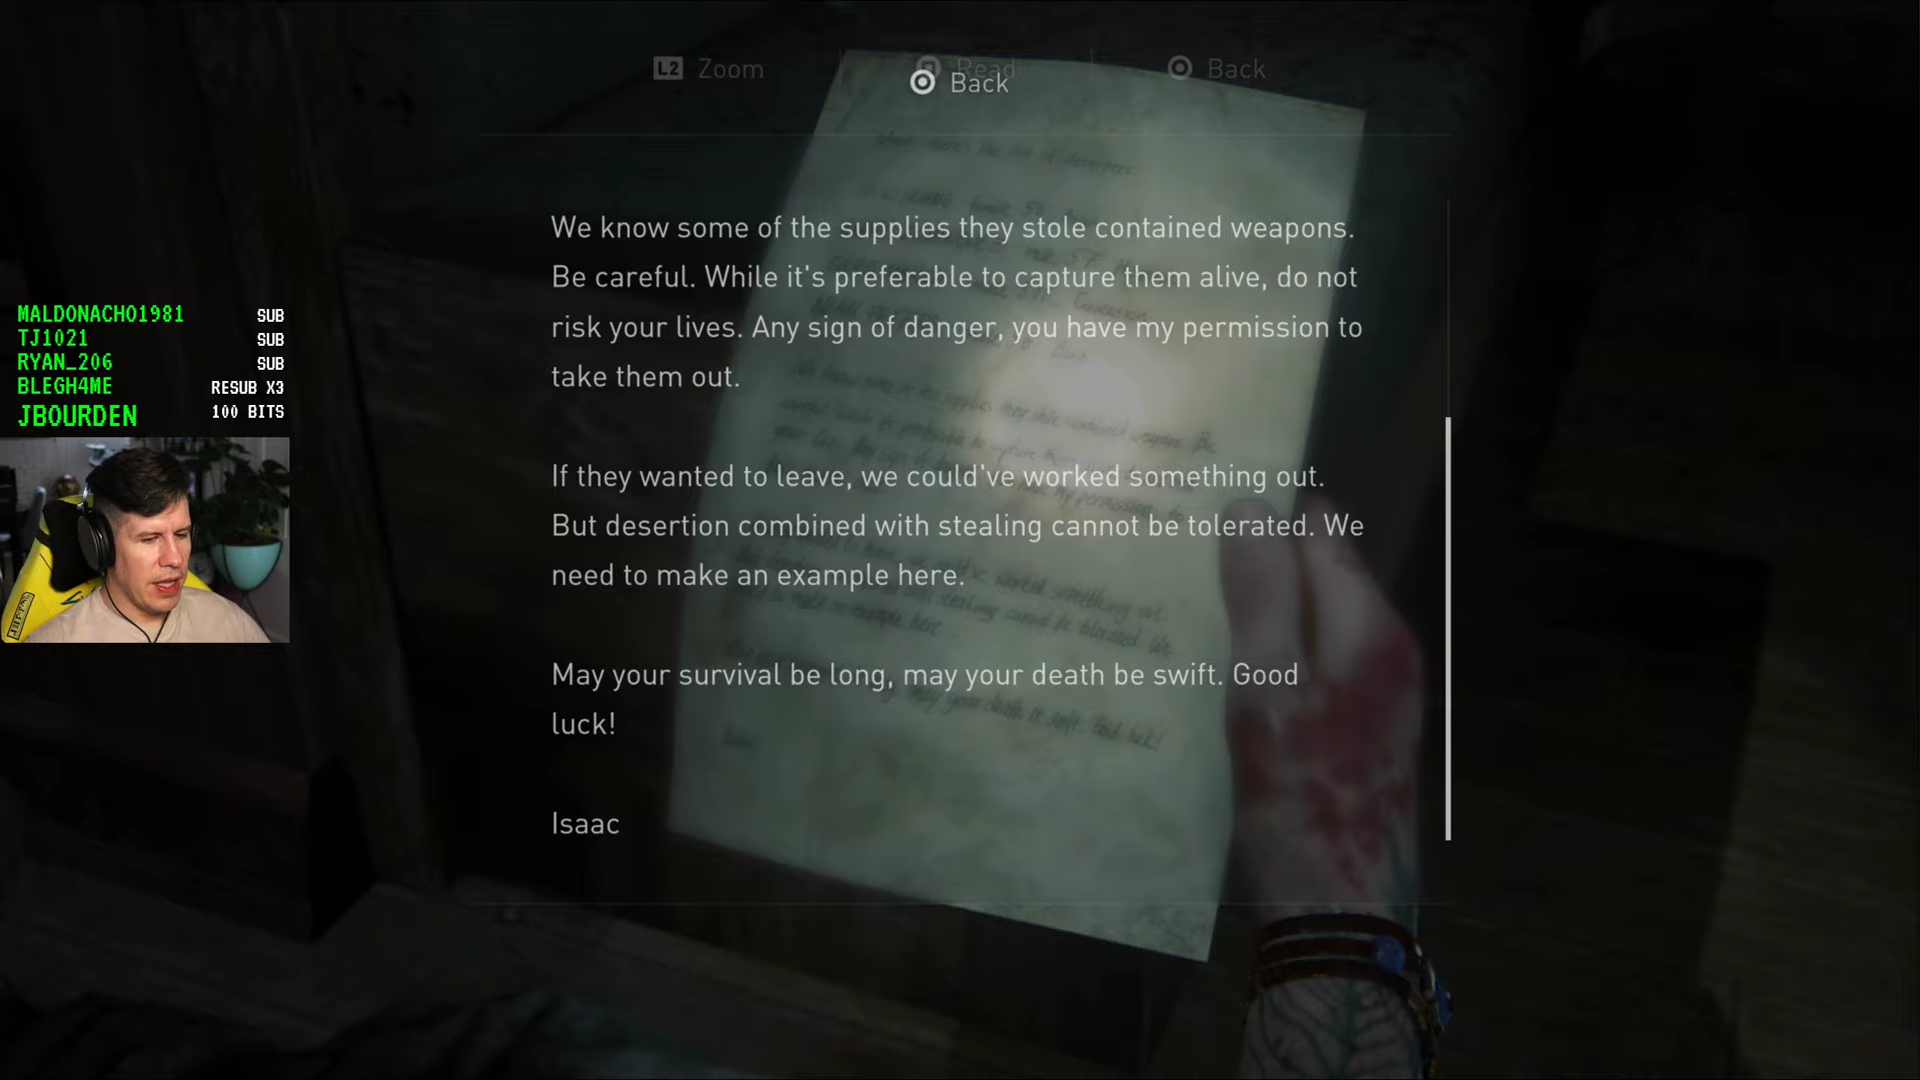 L2 Zoom
Read
Back
Back
We know some of the supplies they stole contained weapons.
Be careful. While it's preferable to capture them alive, do not
risk your lives. Any sign of danger, you have my permission to
take them out.
If they wanted to leave, we could've worked something out.
But desertion combined with stealing cannot be tolerated. We
need to make an example here.
May your survival be long, may your death be swift. Good
luck!
Isaac
MALDONACHO1981 SUB
TJ1021 SUB
RYAN_206 SUB
BLEGH4ME RESUB X3
JBOURDEN 100 BITS